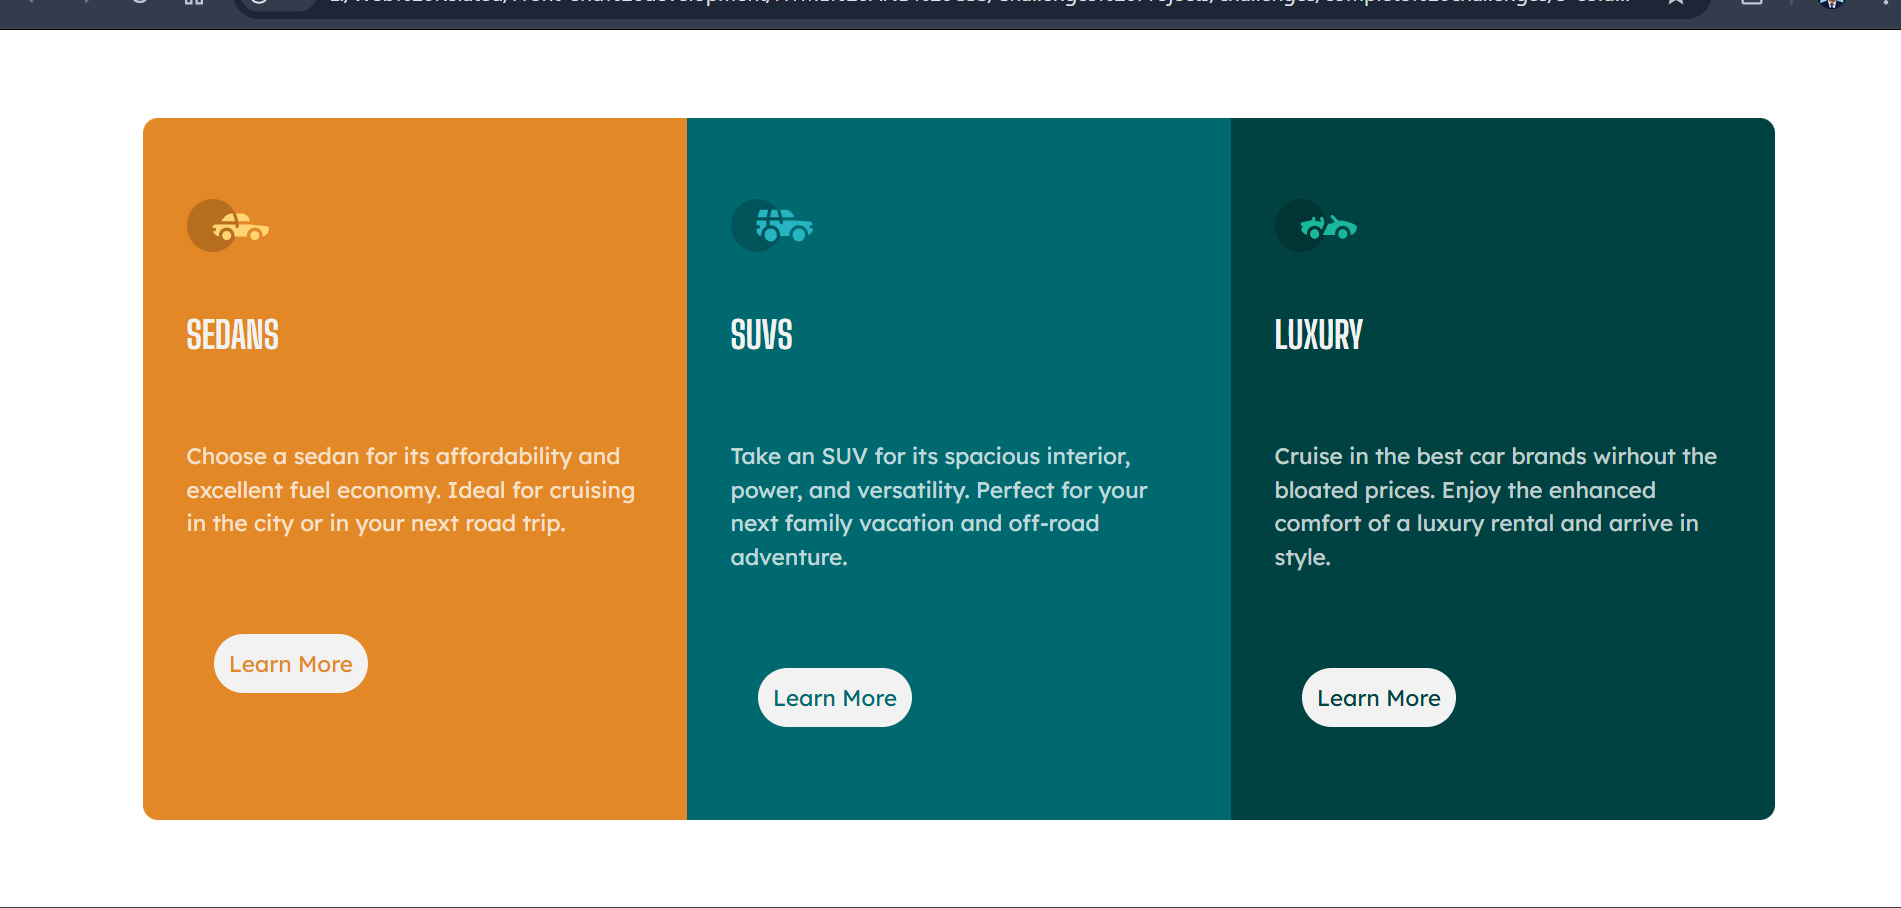 SEDANS
Choose a sedan for its affordability and
excellent fuel economy. Ideal for cruising
in the city or in your next road trip.
Learn More
SUVS
Take an SUV for its spacious interior,
power, and versatility. Perfect for your
next family vacation and off-road
adventure.
Learn More
LUXURY
Cruise in the best car brands wirhout the
bloated prices. Enjoy the enhanced
comfort of a luxury rental and arrive in
style.
Learn More